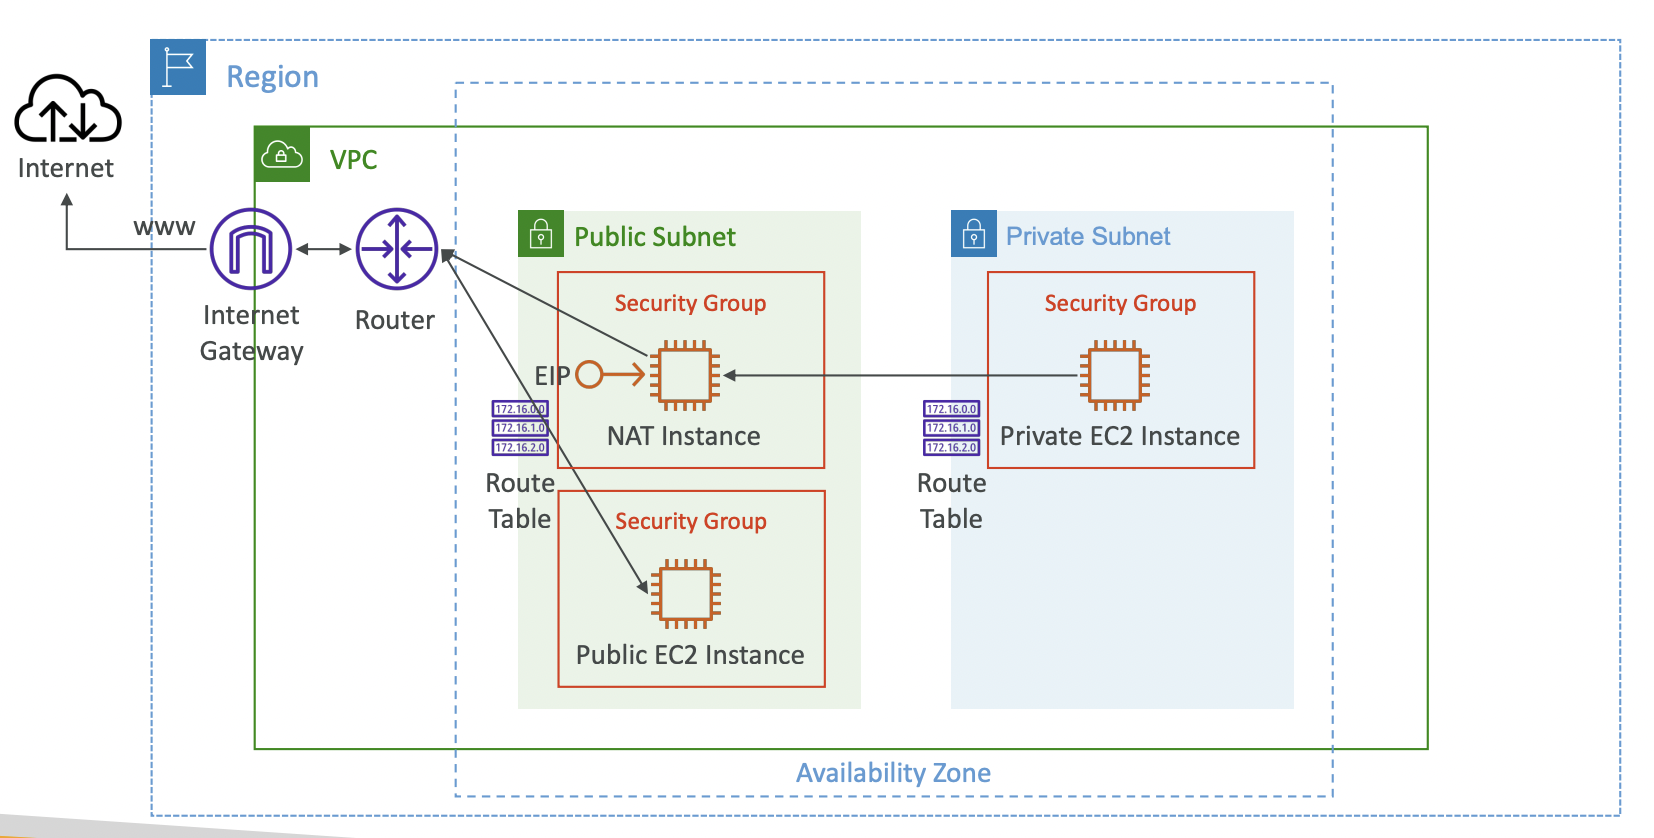 Region
Internet
VPC
www
Internet
Gateway
Router
Public Subnet
Security Group
EIP
NAT Instance
172.16.0.0
172.16.1.0
172.16.2.0
Route
Table
Security Group
Public EC2 Instance
Private Subnet
Security Group
172.16.0.0
172.16.1.0
172.16.2.0
Private EC2 Instance
Route
Table
Availability Zone